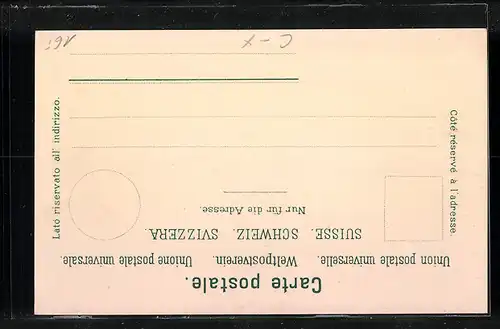 Carte postale.
Union postale universelle. Weltpostverein. Unione postale universale.
SUISSE. SCHWEIZ. SVIZZERA.
Nur für die Adresse.
Côté réservé à l'adresse.
Lato riservato all' indirizzo.